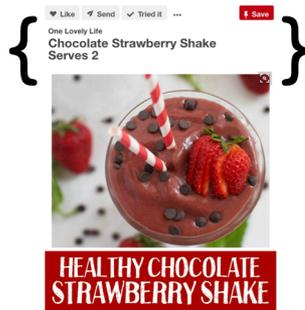 Like Send Tried it ... Save
One Lovely Life
Chocolate Strawberry Shake
Serves 2
{ }
HEALTHY CHOCOLATE
STRAWBERRY SHAKE